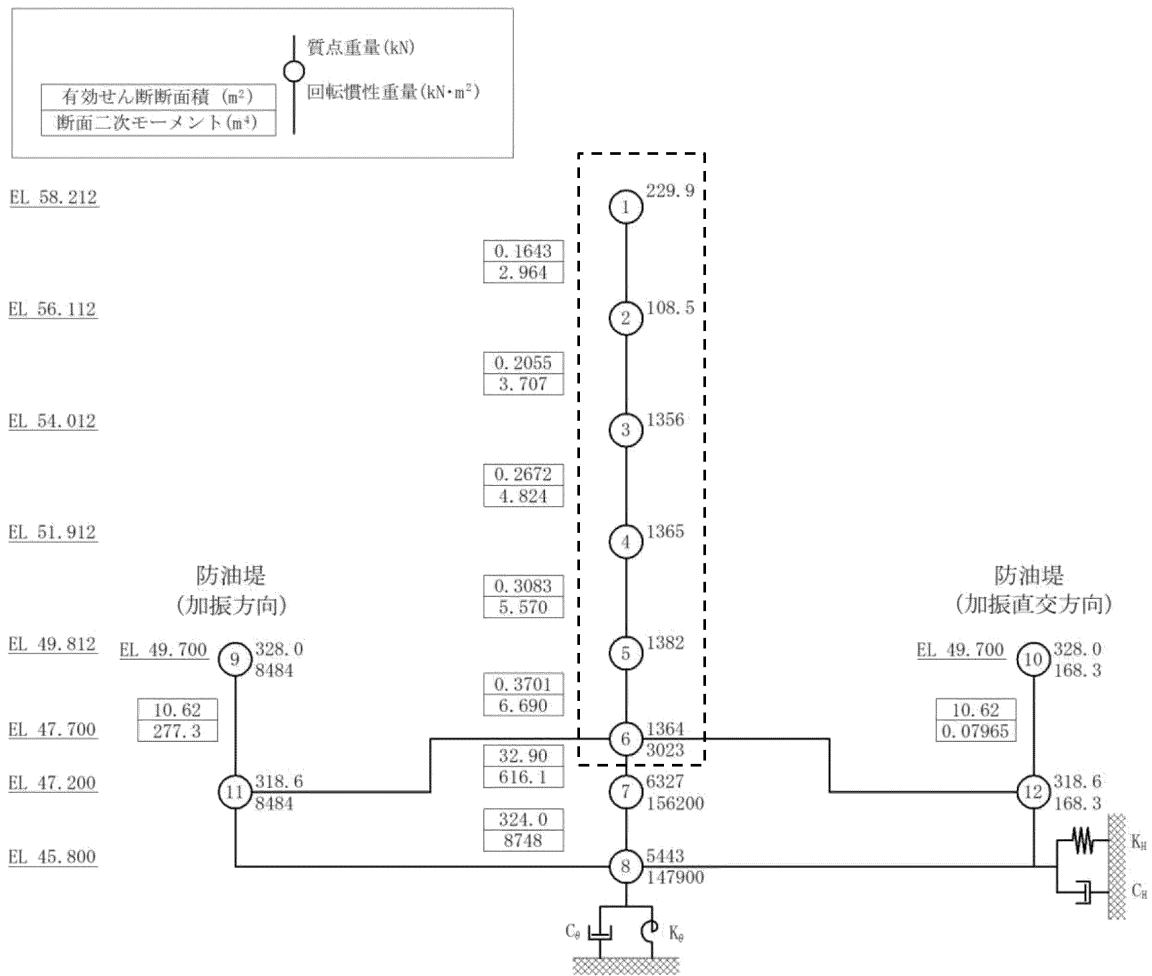 質点重量(kN)
回転慣性重量(kN・m²)
有効せん断断面積 (m²)
断面二次モーメント(m⁴)
EL 58.212
1
229.9
0.1643
2.964
EL 56.112
2
108.5
0.2055
3.707
EL 54.012
3
1356
0.2672
4.824
EL 51.912
4
1365
防油堤
(加振方向)
0.3083
5.570
防油堤
(加振直交方向)
EL 49.812
EL 49.700
9
328.0
8484
5
1382
EL 49.700
10
328.0
168.3
10.62
277.3
0.3701
6.690
10.62
0.07965
EL 47.700
6
1364
3023
32.90
616.1
EL 47.200
11
318.6
8484
7
6327
156200
12
318.6
168.3
324.0
8748
EL 45.800
8
5443
147900
K_H
C_H
C_θ
K_θ